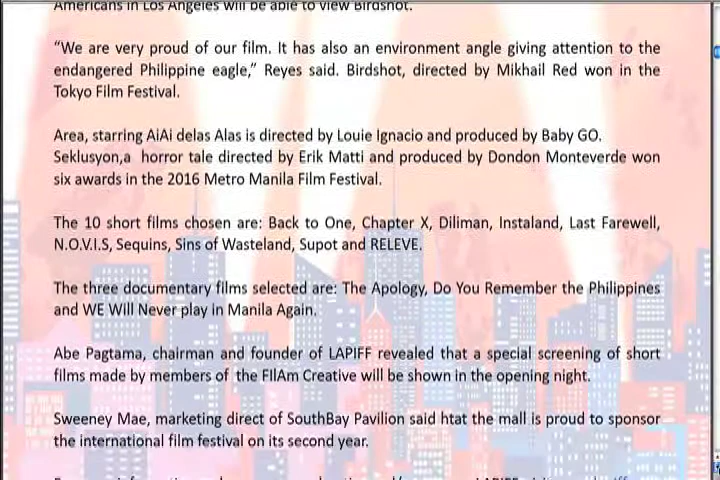 Americans in Los Angeles will be able to view Birdshot.
“We are very proud of our film. It has also an environment angle giving attention to the
endangered Philippine eagle,” Reyes said. Birdshot, directed by Mikhail Red won in the
Tokyo Film Festival.
Area, starring AiAi delas Alas is directed by Louie Ignacio and produced by Baby GO.
Seklusyon,a horror tale directed by Erik Matti and produced by Dondon Monteverde won
six awards in the 2016 Metro Manila Film Festival.
The 10 short films chosen are: Back to One, Chapter X, Diliman, Instaland, Last Farewell,
N.O.V.I.S, Sequins, Sins of Wasteland, Supot and RELEVE.
The three documentary films selected are: The Apology, Do You Remember the Philippines
and WE Will Never play in Manila Again.
Abe Pagtama, chairman and founder of LAPIFF revealed that a special screening of short
films made by members of the FIlAm Creative will be shown in the opening night.
Sweeney Mae, marketing direct of SouthBay Pavilion said htat the mall is proud to sponsor
the international film festival on its second year.